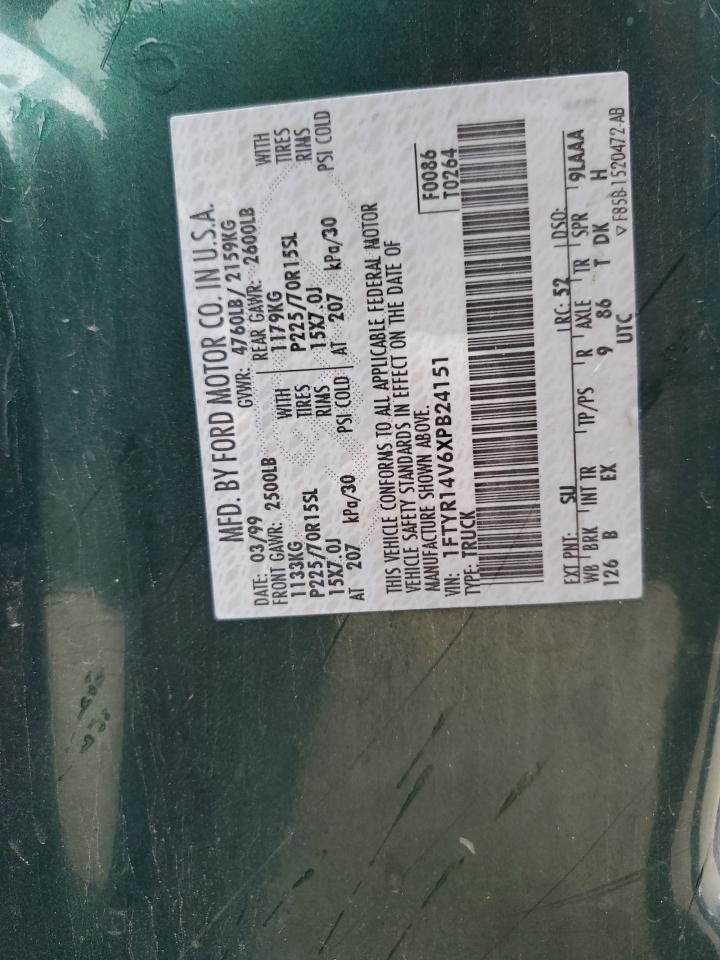 MFD. BY FORD MOTOR CO. IN U.S.A.
DATE: 03/99 GVWR: 4760LB/ 2159KG
FRONT GAWR: 2500LB REAR GAWR: 2600LB
1133KG WITH 1179KG WITH
P225/70R15SL TIRES P225/70R15SL TIRES
15X7.0J RIMS 15X7.0J RIMS
AT 207 kPa/30 PSI COLD AT 207 kPa/30 PSI COLD
THIS VEHICLE CONFORMS TO ALL APPLICABLE FEDERAL MOTOR
VEHICLE SAFETY STANDARDS IN EFFECT ON THE DATE OF
MANUFACTURE SHOWN ABOVE.
VIN: 1FTYR14V6XPB24151 F0086
TYPE: TRUCK T0264
EXT PNT: SU RC: 52 DSO:
WB BRK INT TR TP/PS R AXLE TR SPR 9LAAA
126 B EX 9 86 T DK H
UTC ▽F85B-1520472-AB